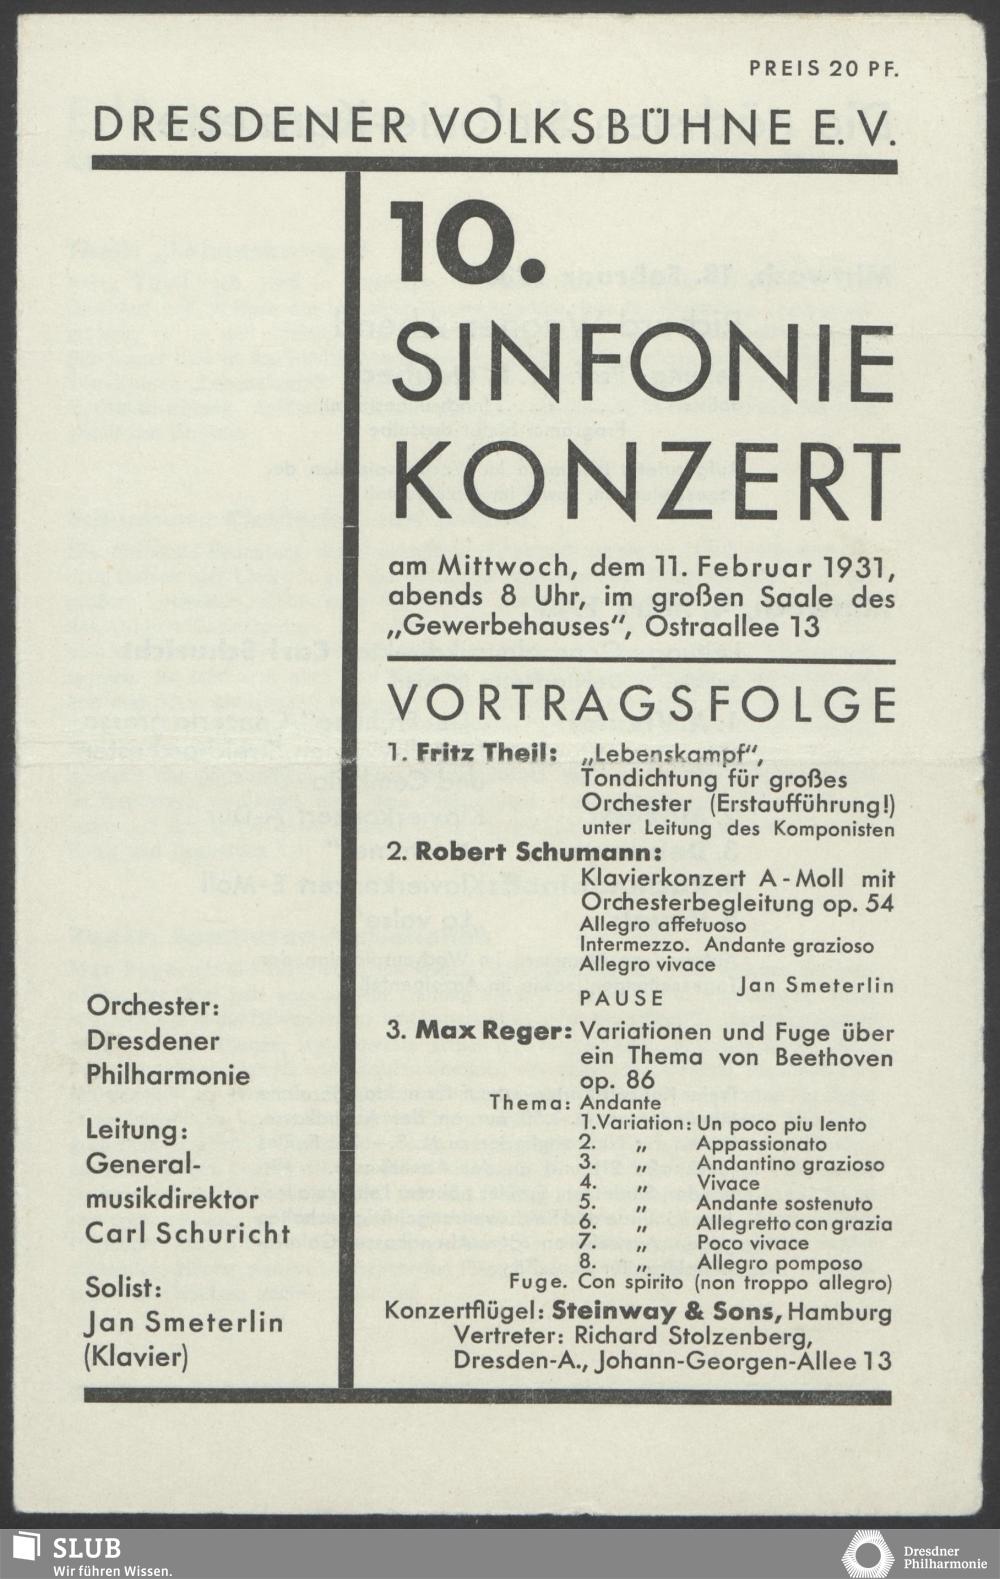 PREIS 20 PF.
DRESDENER VOLKSBÜHNE E.V.
10.
SINFONIE
KONZERT
am Mittwoch, dem 11. Februar 1931,
abends 8 Uhr, im großen Saale des
„Gewerbehauses“, Ostraallee 13
VORTRAGSFOLGE
1. Fritz Theil: „Lebenskampf“,
Tondichtung für großes
Orchester (Erstaufführung!)
unter Leitung des Komponisten
2. Robert Schumann:
Klavierkonzert A-Moll mit
Orchesterbegleitung op. 54
Allegro affetuoso
Intermezzo. Andante grazioso
Allegro vivace
Jan Smeterlin
PAUSE
3. Max Reger: Variationen und Fuge über
ein Thema von Beethoven
op. 86
Thema: Andante
1. Variation: Un poco piu lento
2. „ Appassionato
3. „ Andantino grazioso
4. „ Vivace
5. „ Andante sostenuto
6. „ Allegretto con grazia
7. „ Poco vivace
8. „ Allegro pomposo
Fuge. Con spirito (non troppo allegro)
Konzertflügel: Steinway & Sons, Hamburg
Vertreter: Richard Stolzenberg,
Dresden-A., Johann-Georgen-Allee 13
Orchester:
Dresdener
Philharmonie
Leitung:
General-
musikdirektor
Carl Schuricht
Solist:
Jan Smeterlin
(Klavier)
SLUB
Wir führen Wissen.
Dresdner
Philharmonie